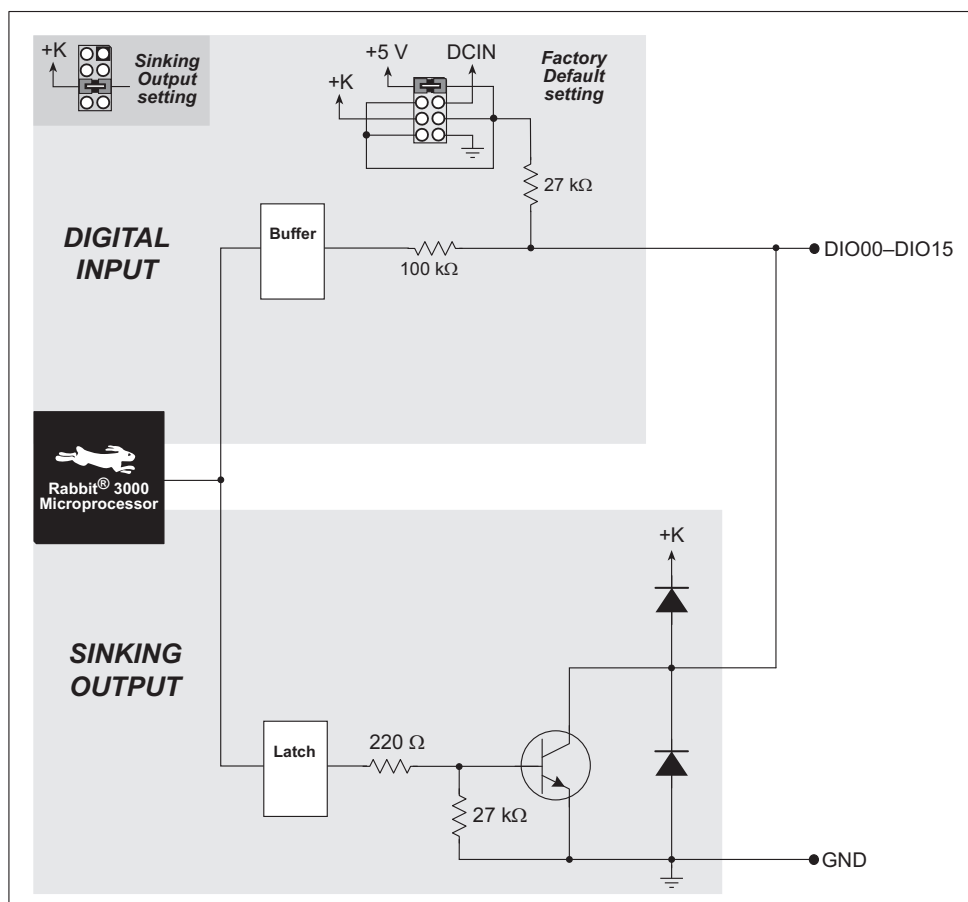 +K
Sinking
Output
setting
+5 V
DCIN
+K
Factory
Default
setting
27 kΩ
DIGITAL
INPUT
Buffer
100 kΩ
DIO00–DIO15
Rabbit® 3000
Microprocessor
+K
SINKING
OUTPUT
Latch
220 Ω
27 kΩ
GND